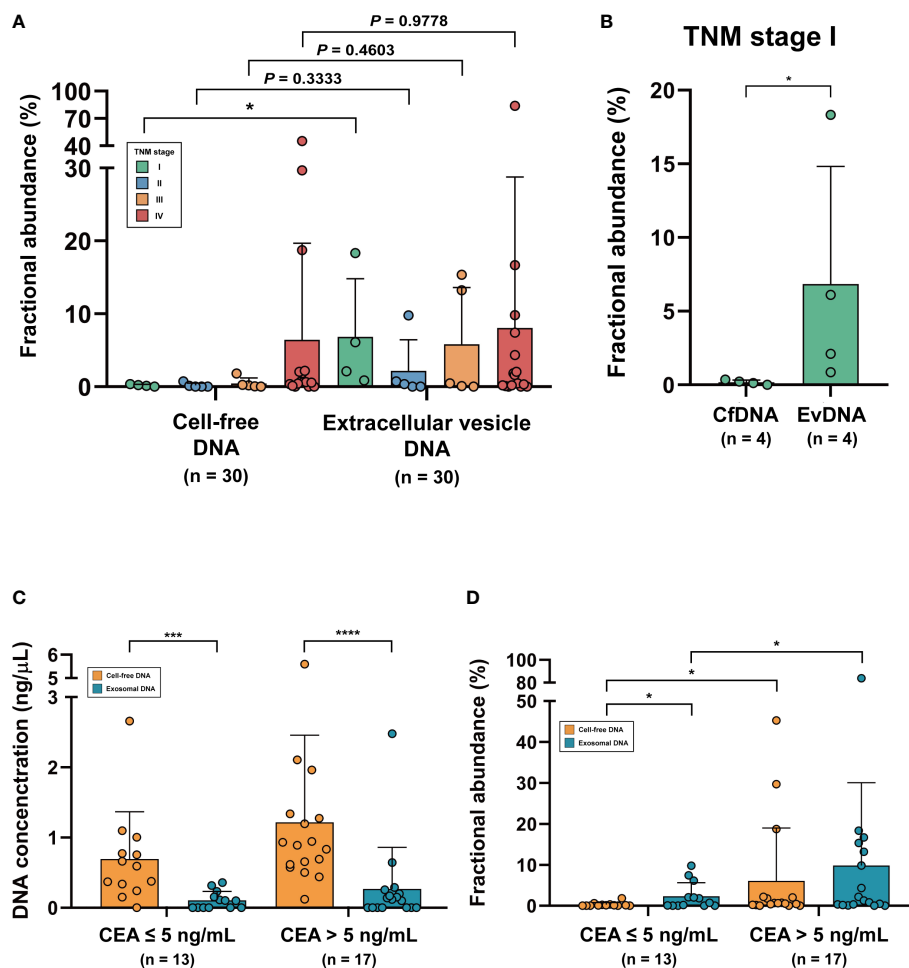 A
P = 0.9778
P = 0.4603
P = 0.3333
*
Fractional abundance (%)
100
70
40
30
20
10
0
TNM stage
I
II
III
IV
Cell-free
DNA
(n = 30)
Extracellular vesicle
DNA
(n = 30)
B
TNM stage I
*
Fractional abundance (%)
20
15
10
5
0
CfDNA
(n = 4)
EvDNA
(n = 4)
C
***
****
DNA concenctration (ng/μL)
6
5
3
2
1
0
Cell-free DNA
Exosomal DNA
CEA ≤ 5 ng/mL
(n = 13)
CEA > 5 ng/mL
(n = 17)
D
*
*
*
Fractional abundance (%)
100
80
50
40
30
20
10
0
Cell-free DNA
Exosomal DNA
CEA ≤ 5 ng/mL
(n = 13)
CEA > 5 ng/mL
(n = 17)